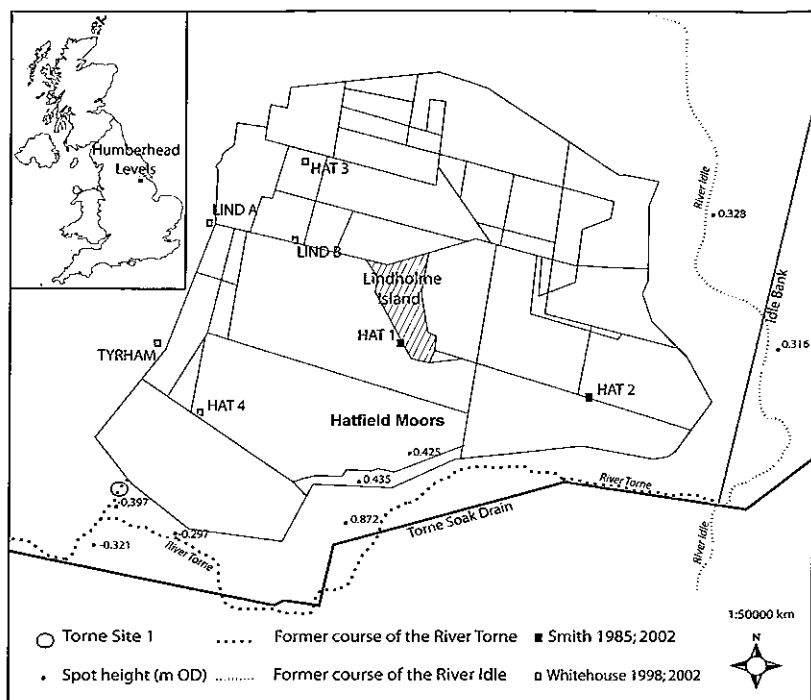 Humberhead
Levels
HAT 3
LIND A
LIND B
Lindholme
Island
TYRHAM
HAT 1
HAT 2
HAT 4
Hatfield Moors
River Idle
0.328
Idle Bank
0.316
0.425
0.435
River Torne
-0.397
0.872
Torne Soak Drain
-0.297
-0.321
River Torne
River Idle
1:50000 km
N
Torne Site 1
Former course of the River Torne
Smith 1985; 2002
Spot height (m OD)
Former course of the River Idle
Whitehouse 1998; 2002